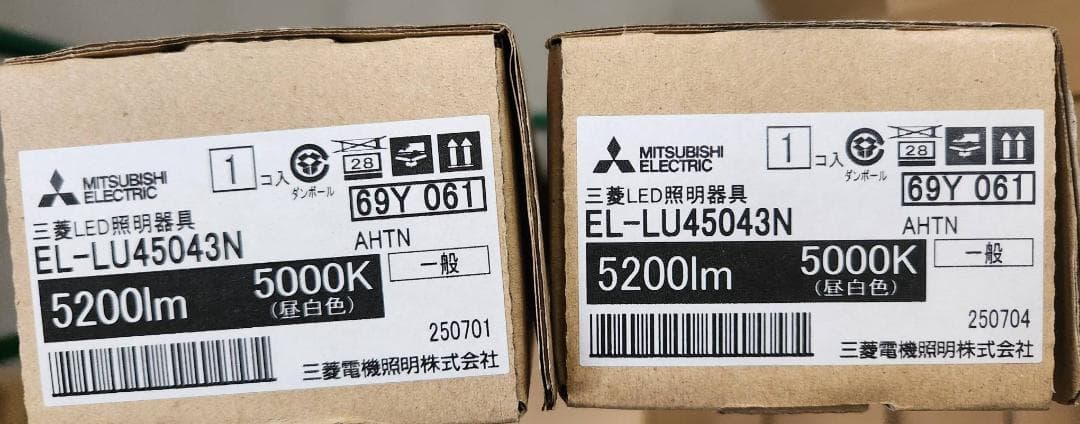 MITSUBISHI
ELECTRIC
1
コ入
ダンボール
28
69Y 061
三菱LED照明器具
EL-LU45043N
AHTN
5200lm
5000K
(昼白色)
一般
250701
三菱電機照明株式会社
MITSUBISHI
ELECTRIC
1
コ入
ダンボール
28
69Y 061
三菱LED照明器具
EL-LU45043N
AHTN
5200lm
5000K
(昼白色)
一般
250704
三菱電機照明株式会社